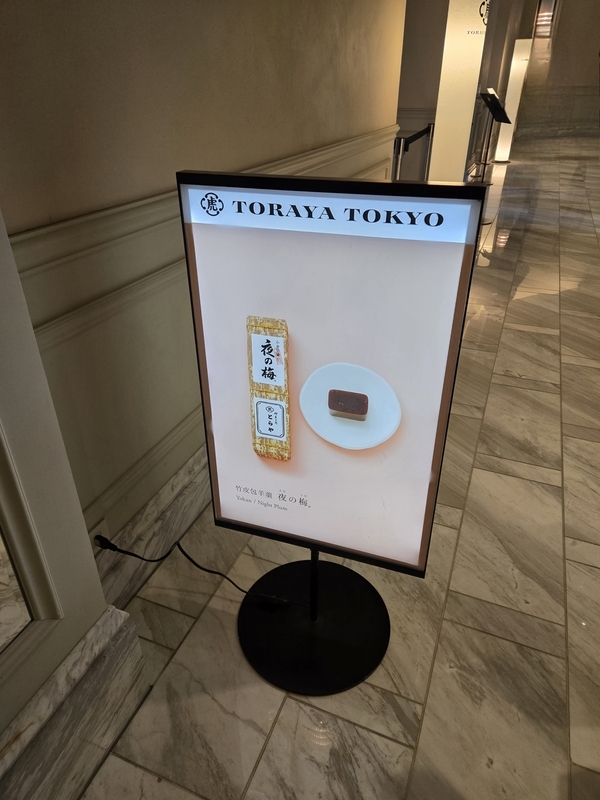 虎 TORAYA TOKYO
夜の梅
とらや
竹皮包羊羹 夜の梅。
Yokan / Night Plum